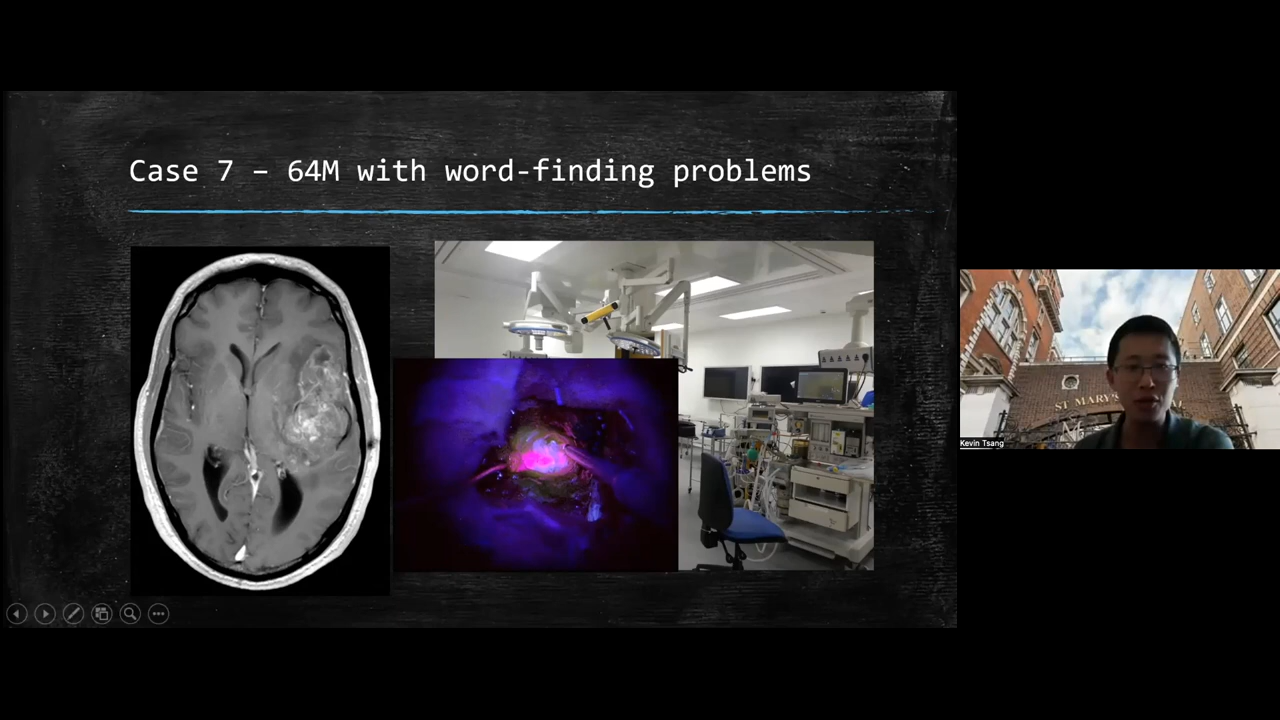 Case 7 – 64M with word-finding problems
ST MARY'S
Kevin Tsang